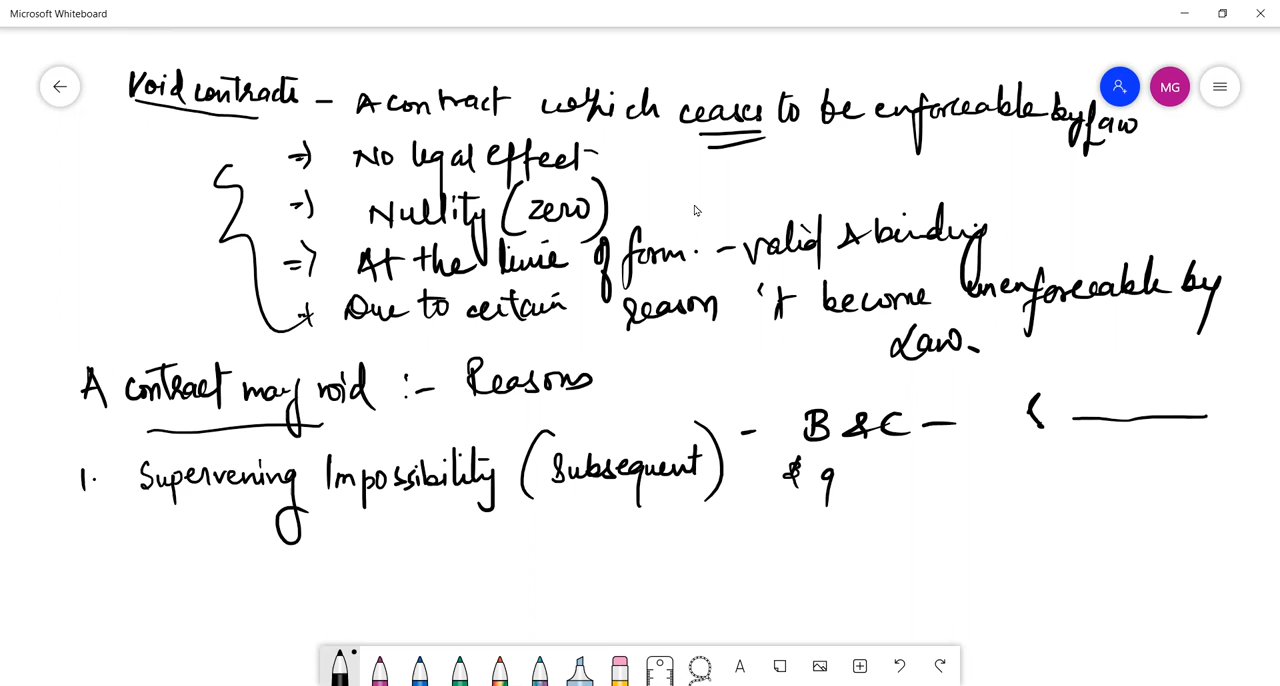 Microsoft Whiteboard
MG
Void contracts - A contract which ceases to be enforceable by Law
=) No legal effect
=) Nullity (zero)
=) At the time of form. - valid & binding
Due to certain reason it become unenforceable by
Law.
A contract may void :- Reasons
1. Supervening Impossibility (Subsequent) - B & C -
A